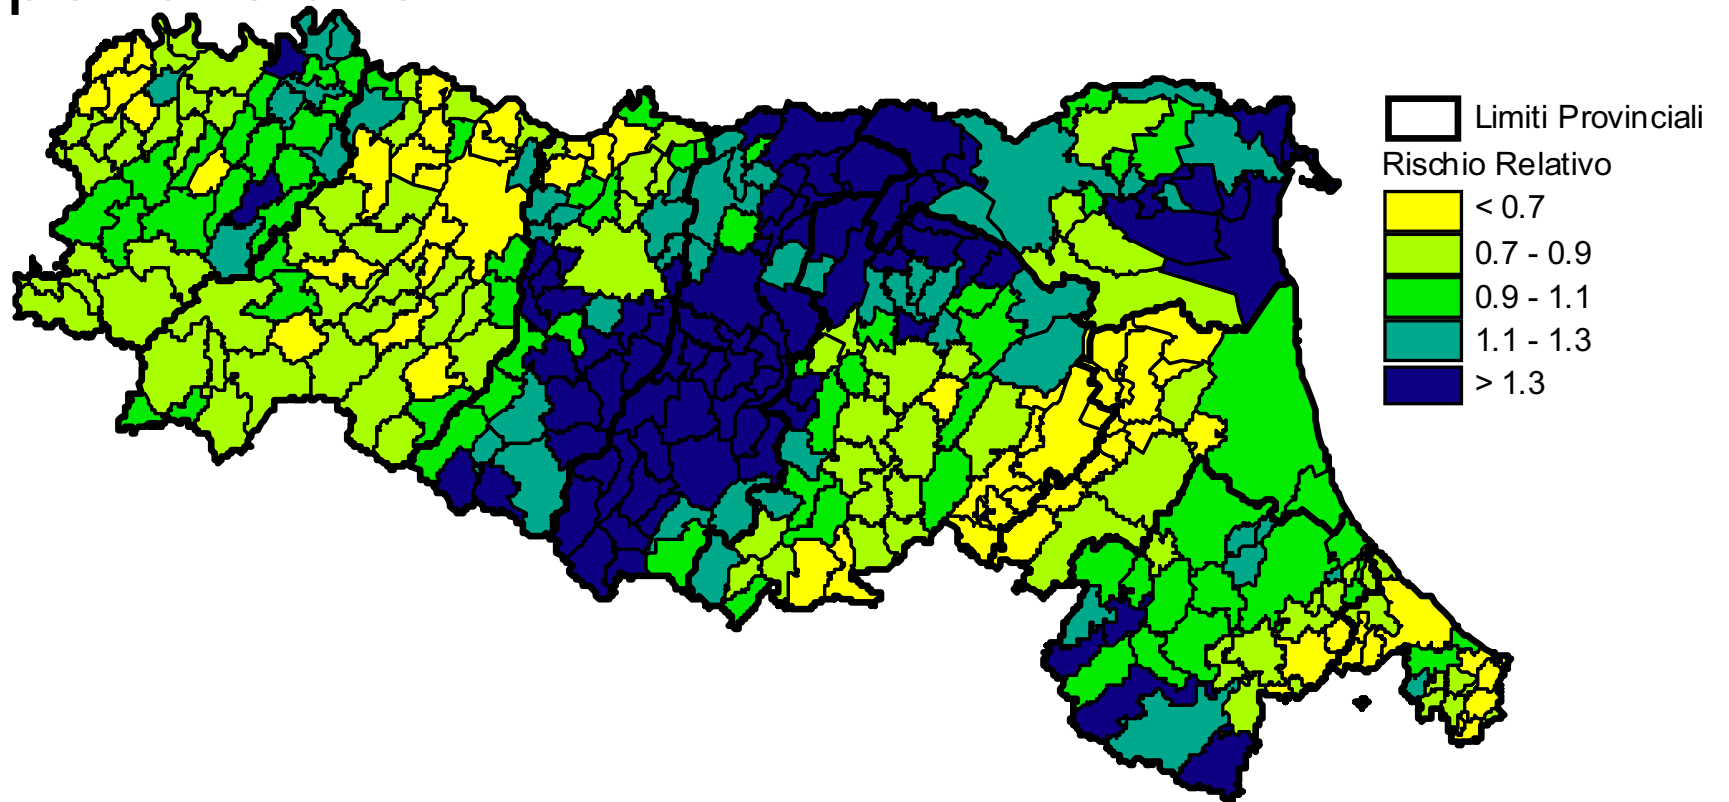 Limiti Provinciali
Rischio Relativo
< 0.7
0.7 - 0.9
0.9 - 1.1
1.1 - 1.3
> 1.3